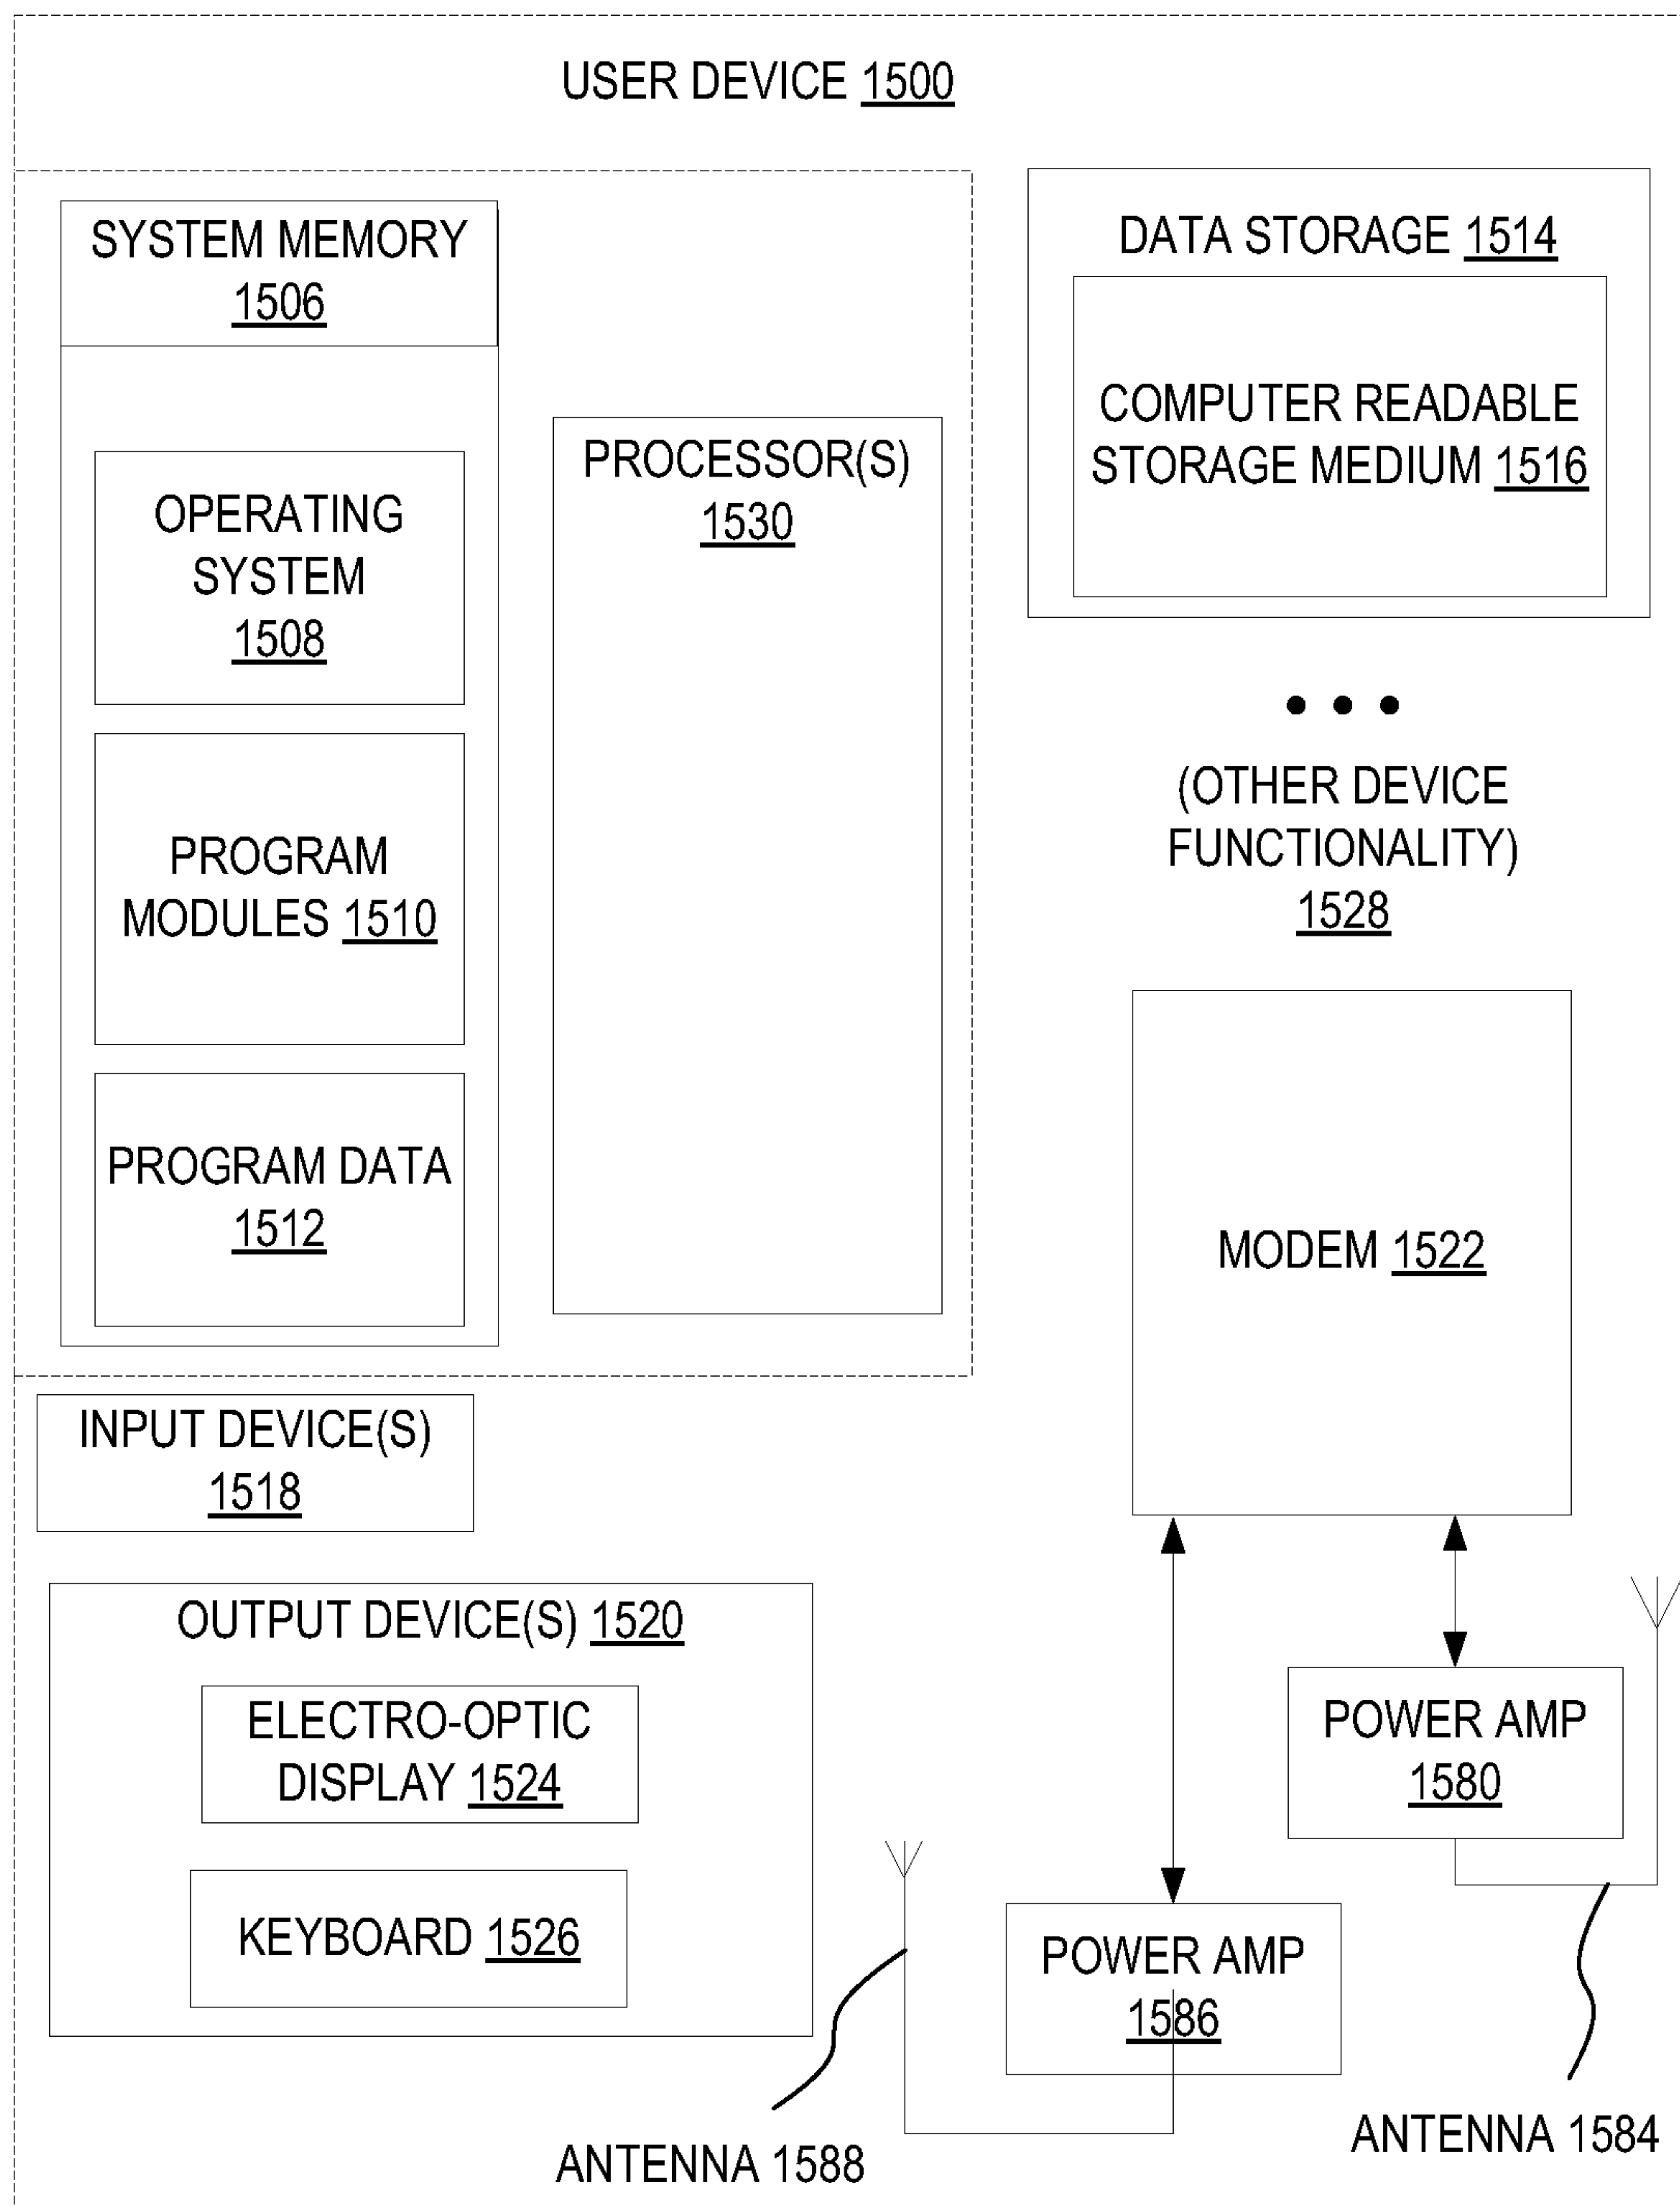 USER DEVICE 1500
SYSTEM MEMORY
1506
OPERATING
SYSTEM
1508
PROGRAM
MODULES 1510
PROGRAM DATA
1512
PROCESSOR(S)
1530
DATA STORAGE 1514
COMPUTER READABLE
STORAGE MEDIUM 1516
(OTHER DEVICE
FUNCTIONALITY)
1528
MODEM 1522
INPUT DEVICE(S)
1518
OUTPUT DEVICE(S) 1520
ELECTRO-OPTIC
DISPLAY 1524
KEYBOARD 1526
POWER AMP
1580
POWER AMP
1586
ANTENNA 1588
ANTENNA 1584